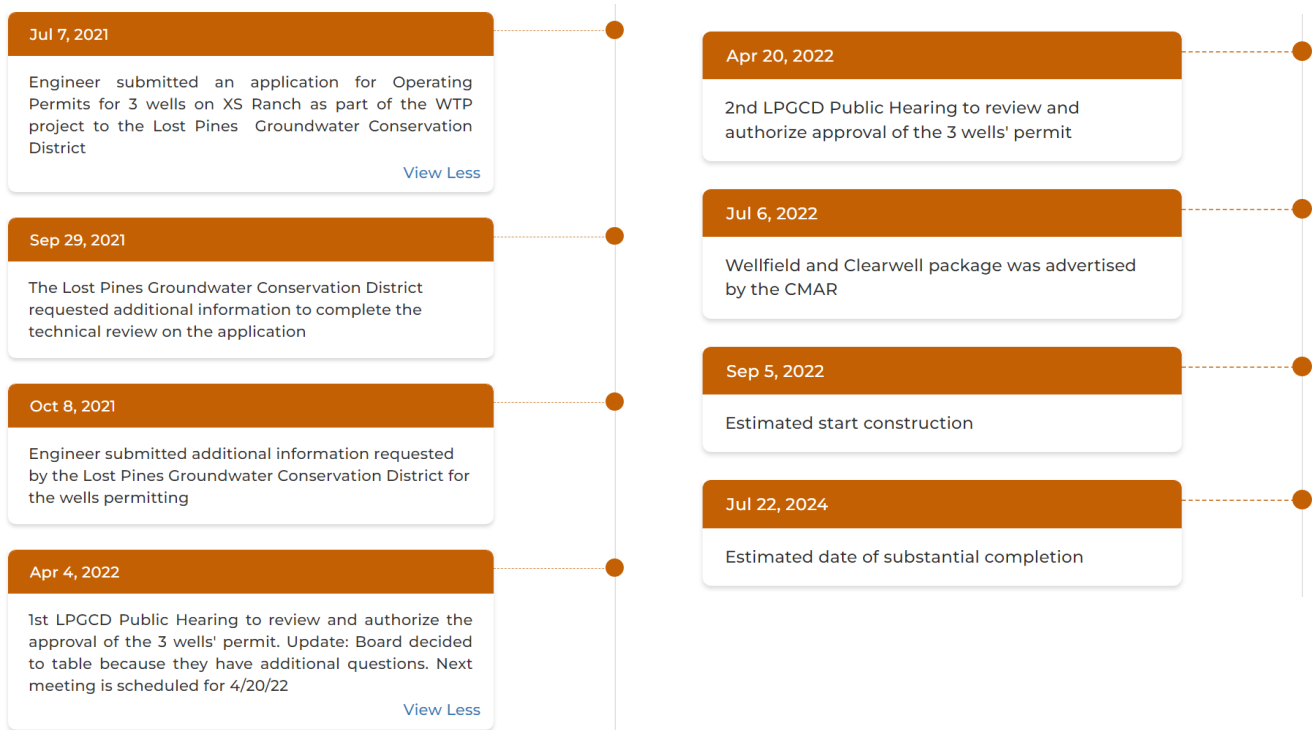 Jul 7, 2021
Engineer submitted an application for Operating
Permits for 3 wells on XS Ranch as part of the WTP
project to the Lost Pines Groundwater Conservation
District
View Less
Sep 29, 2021
The Lost Pines Groundwater Conservation District
requested additional information to complete the
technical review on the application
Oct 8, 2021
Engineer submitted additional information requested
by the Lost Pines Groundwater Conservation District for
the wells permitting
Apr 4, 2022
1st LPGCD Public Hearing to review and authorize the
approval of the 3 wells' permit. Update: Board decided
to table because they have additional questions. Next
meeting is scheduled for 4/20/22
View Less
Apr 20, 2022
2nd LPGCD Public Hearing to review and
authorize approval of the 3 wells' permit
Jul 6, 2022
Wellfield and Clearwell package was advertised
by the CMAR
Sep 5, 2022
Estimated start construction
Jul 22, 2024
Estimated date of substantial completion